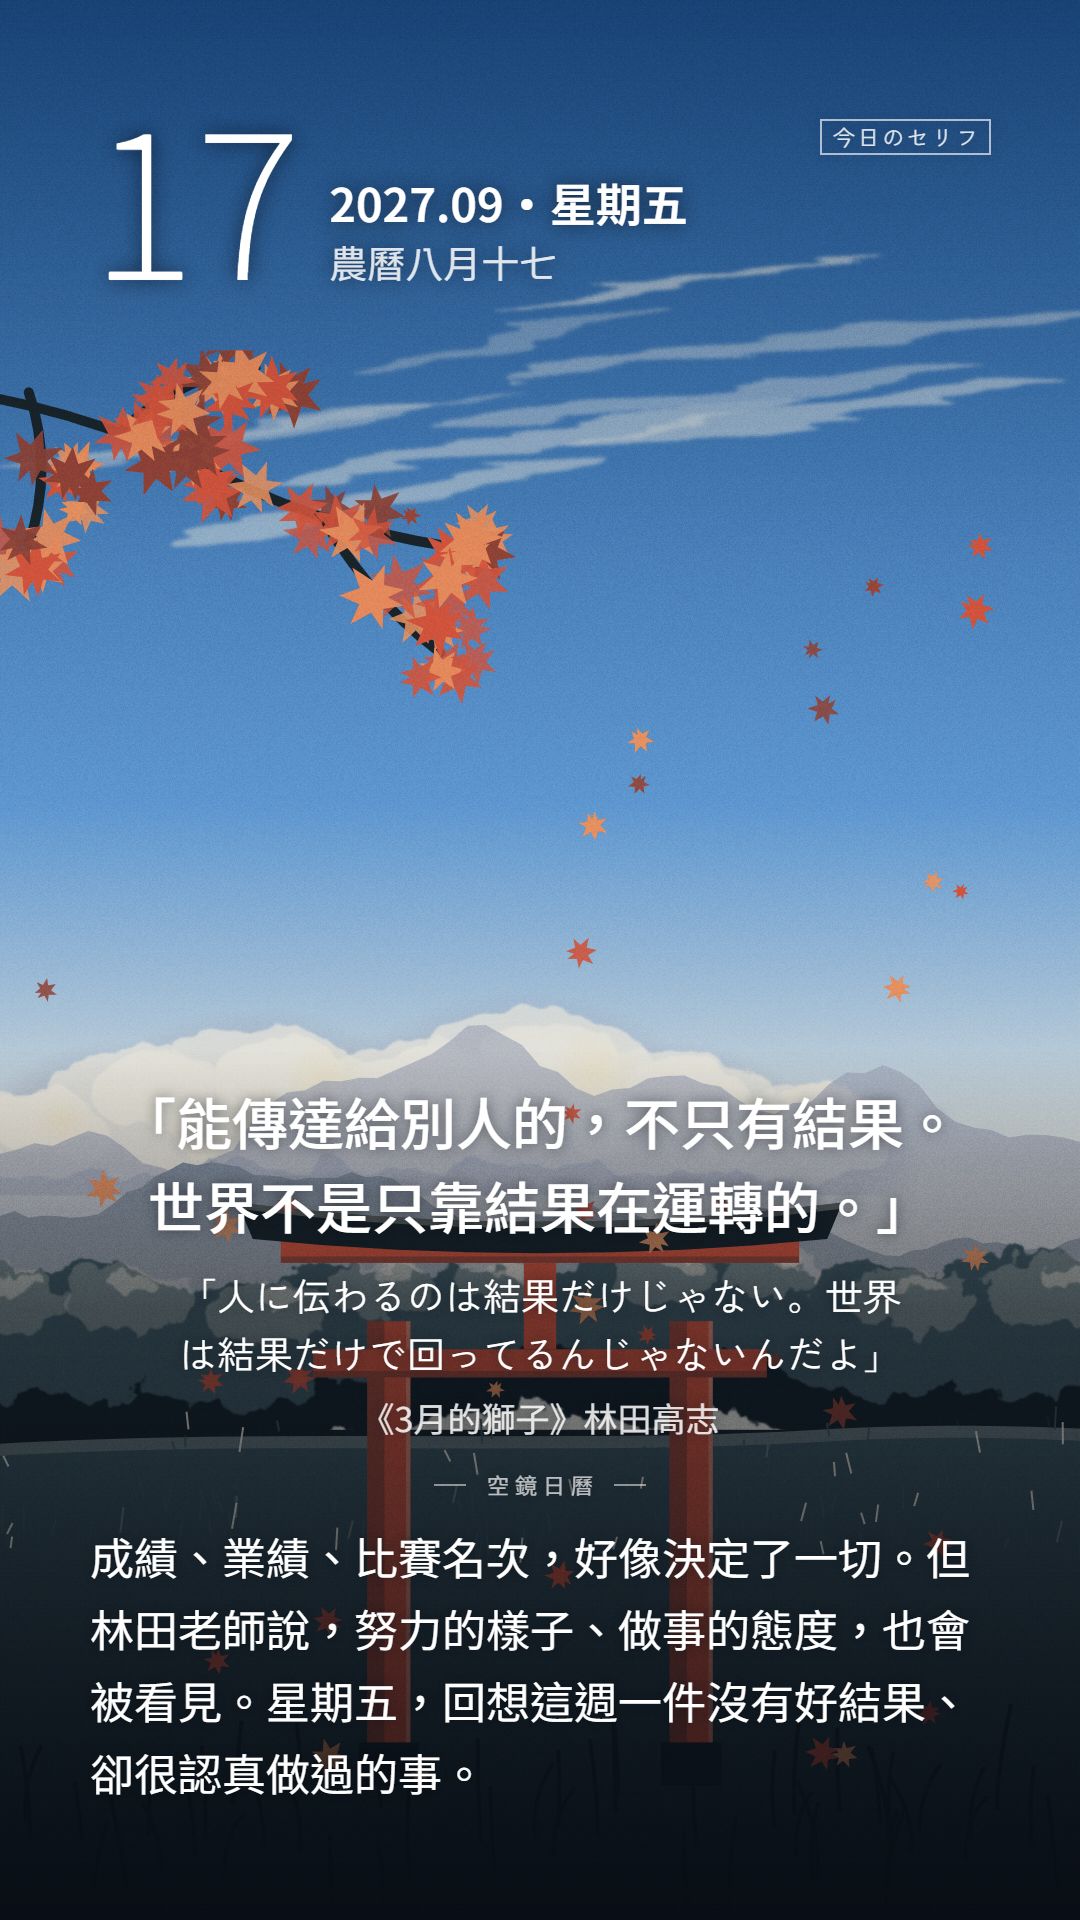 17
今日のセリフ
2027.09・星期五
農曆八月十七
「能傳達給別人的，不只有結果。
世界不是只靠結果在運轉的。」
「人に伝わるのは結果だけじゃない。世界
は結果だけで回ってるんじゃないんだよ」
《3月的獅子》林田高志
空鏡日曆
成績、業績、比賽名次，好像決定了一切。但
林田老師說，努力的樣子、做事的態度，也會
被看見。星期五，回想這週一件沒有好結果、
卻很認真做過的事。